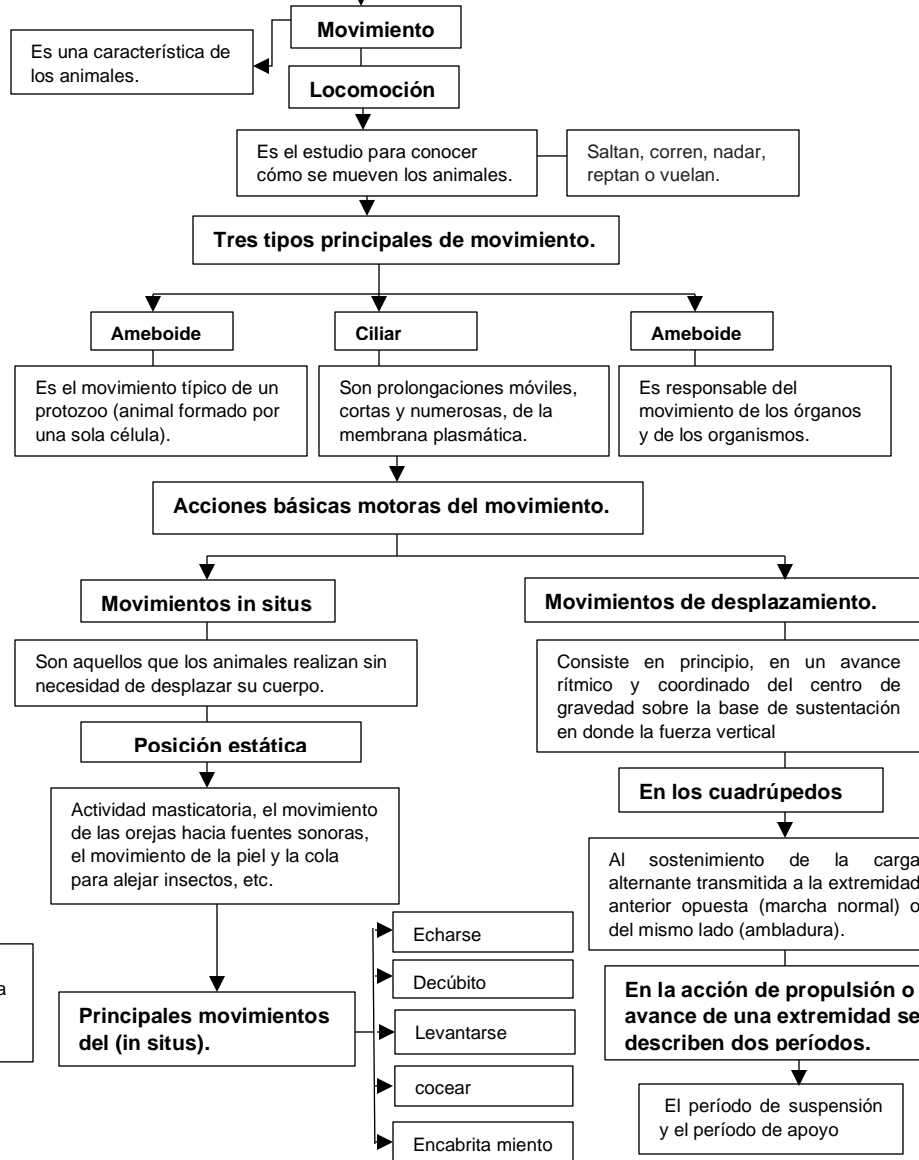 Movimiento
Es una característica de
los animales.
Locomoción
Es el estudio para conocer
cómo se mueven los animales.
Saltan, corren, nadar,
reptan o vuelan.
Tres tipos principales de movimiento.
Ameboide
Ciliar
Ameboide
Es el movimiento típico de un
protozoo (animal formado por
una sola célula).
Son prolongaciones móviles,
cortas y numerosas, de la
membrana plasmática.
Es responsable del
movimiento de los órganos
y de los organismos.
Acciones básicas motoras del movimiento.
Movimientos in situs
Son aquellos que los animales realizan sin
necesidad de desplazar su cuerpo.
Posición estática
Actividad masticatoria, el movimiento
de las orejas hacia fuentes sonoras,
el movimiento de la piel y la cola
para alejar insectos, etc.
a
Principales movimientos
del (in situs).
Echarse
Decúbito
Levantarse
cocear
Encabrita miento
Movimientos de desplazamiento.
Consiste en principio, en un avance
rítmico y coordinado del centro de
gravedad sobre la base de sustentación
en donde la fuerza vertical
En los cuadrúpedos
Al sostenimiento de la carga
alternante transmitida a la extremidad
anterior opuesta (marcha normal) o
del mismo lado (ambladura).
En la acción de propulsión o
avance de una extremidad se
describen dos períodos.
El período de suspensión
y el período de apoyo